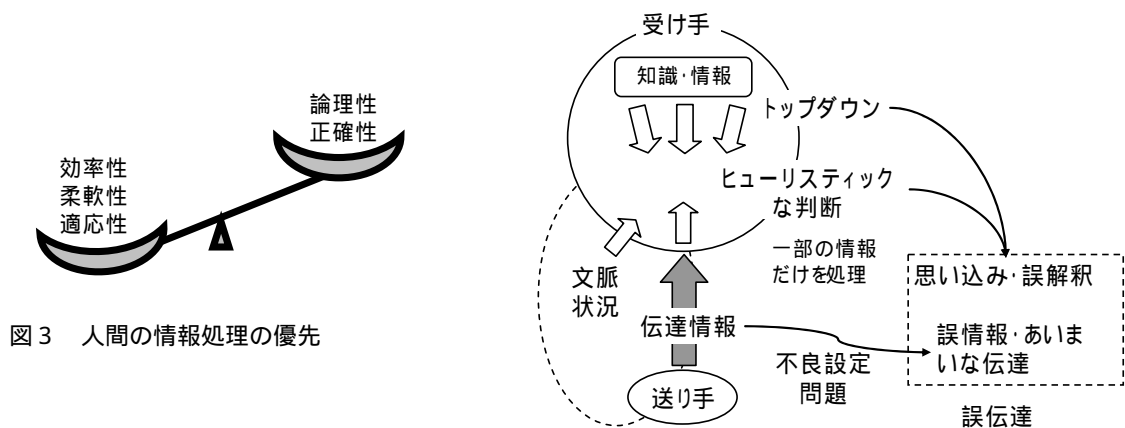 論理性
正確性
効率性
柔軟性
適応性
図3 人間の情報処理の優先
受け手
知識・情報
トップダウン
ヒューリスティック
な判断
一部の情報
だけを処理
文脈
状況
伝達情報
送り手
不良設定
問題
思い込み・誤解釈
誤情報・あいま
いな伝達
誤伝達